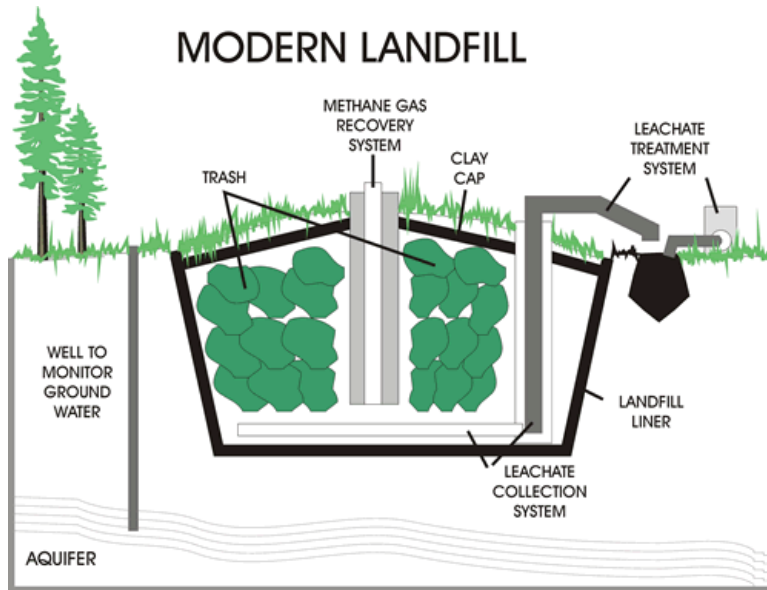 MODERN LANDFILL
METHANE GAS
RECOVERY
SYSTEM
LEACHATE
TREATMENT
SYSTEM
CLAY
CAP
TRASH
WELL TO
MONITOR
GROUND
WATER
LANDFILL
LINER
LEACHATE
COLLECTION
SYSTEM
AQUIFER